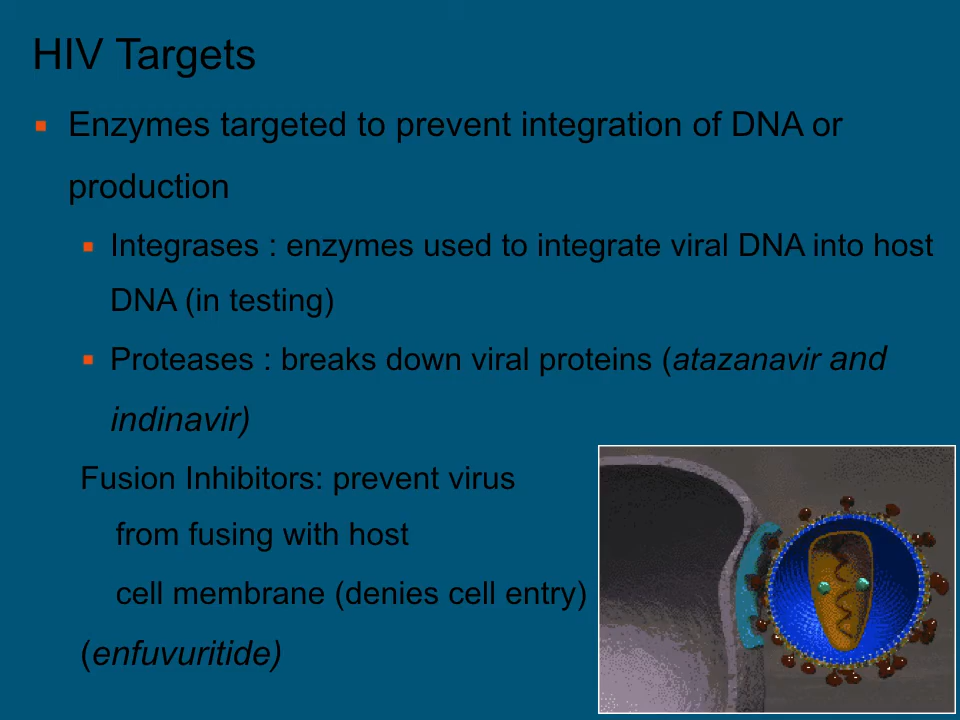 HIV Targets
Enzymes targeted to prevent integration of DNA or
production
Integrases : enzymes used to integrate viral DNA into host
DNA (in testing)
Proteases : breaks down viral proteins (atazanavir and
indinavir)
Fusion Inhibitors: prevent virus
from fusing with host
cell membrane (denies cell entry)
(enfuvuritide)